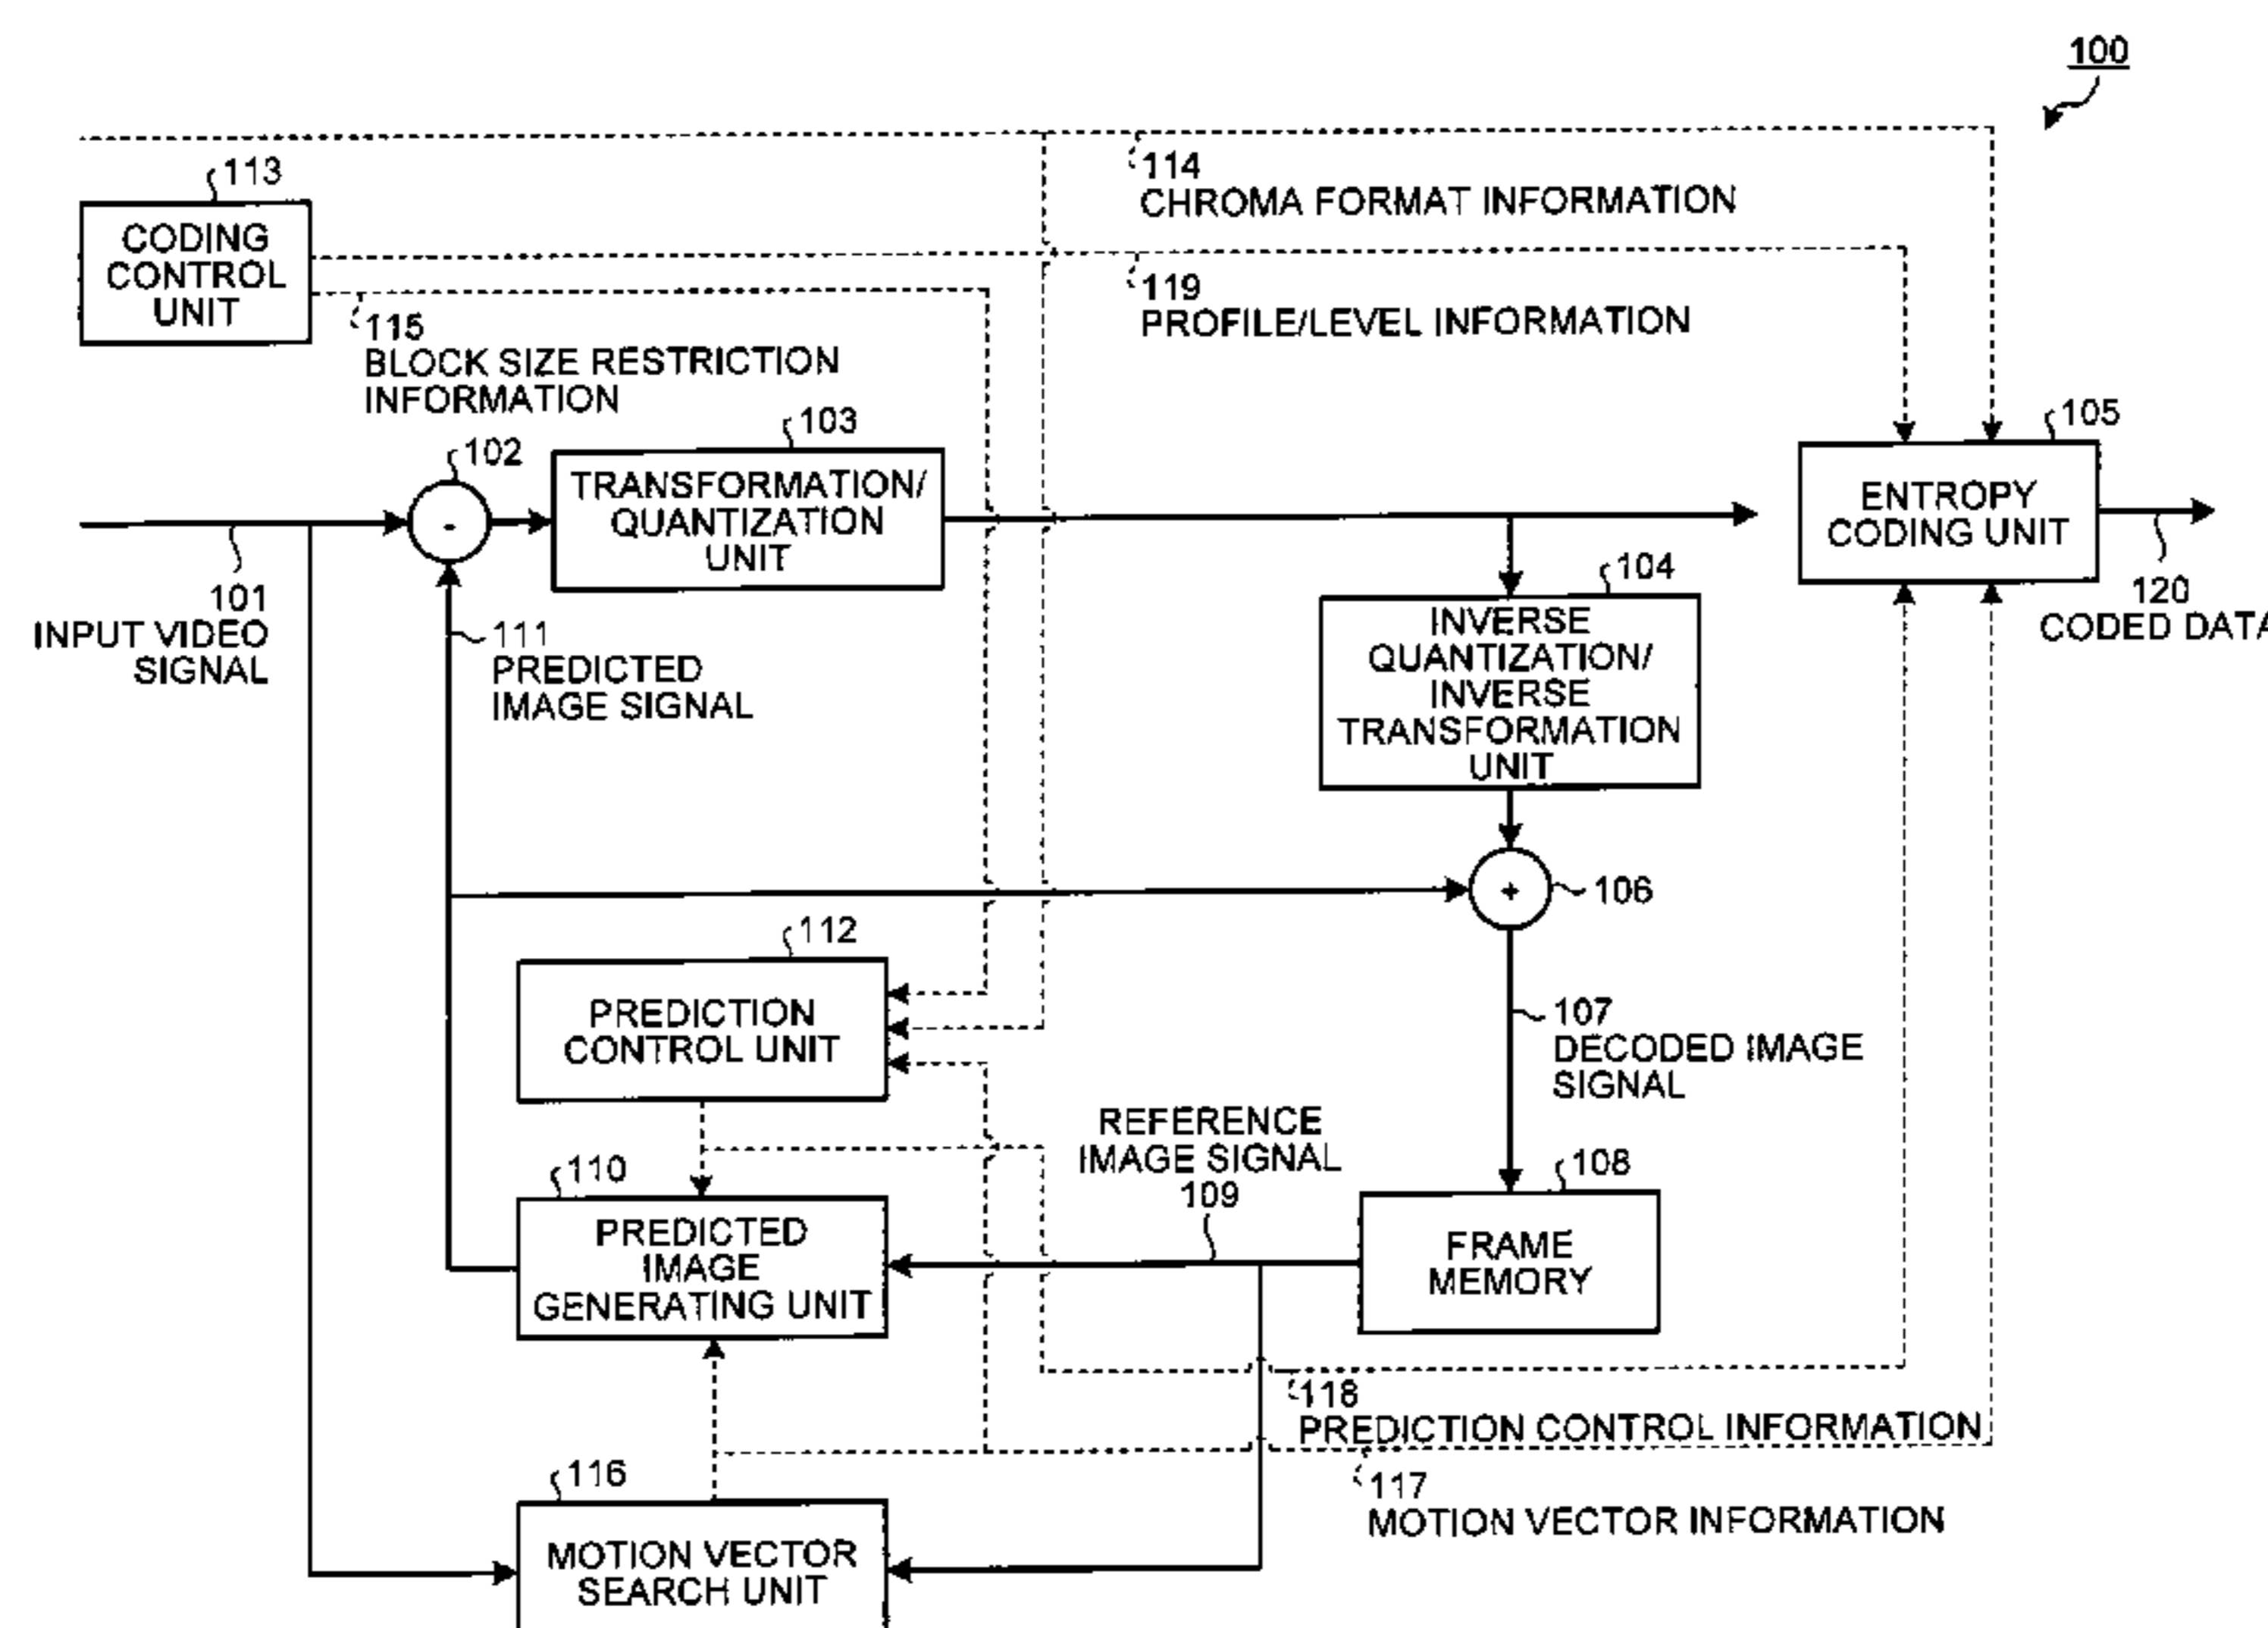 100
114
CHROMA FORMAT INFORMATION
113
CODING
CONTROL
UNIT
119
PROFILE/LEVEL INFORMATION
115
BLOCK SIZE RESTRICTION
INFORMATION
103
102
105
TRANSFORMATION/
QUANTIZATION
UNIT
-
ENTROPY
CODING UNIT
101
INPUT VIDEO
SIGNAL
111
PREDICTED
IMAGE SIGNAL
104
INVERSE
QUANTIZATION/
INVERSE
TRANSFORMATION
UNIT
120
CODED DATA
+
106
112
PREDICTION
CONTROL UNIT
107
DECODED IMAGE
SIGNAL
REFERENCE
IMAGE SIGNAL
109
110
PREDICTED
IMAGE
GENERATING UNIT
108
FRAME
MEMORY
118
PREDICTION CONTROL INFORMATION
116
MOTION VECTOR
SEARCH UNIT
117
MOTION VECTOR INFORMATION